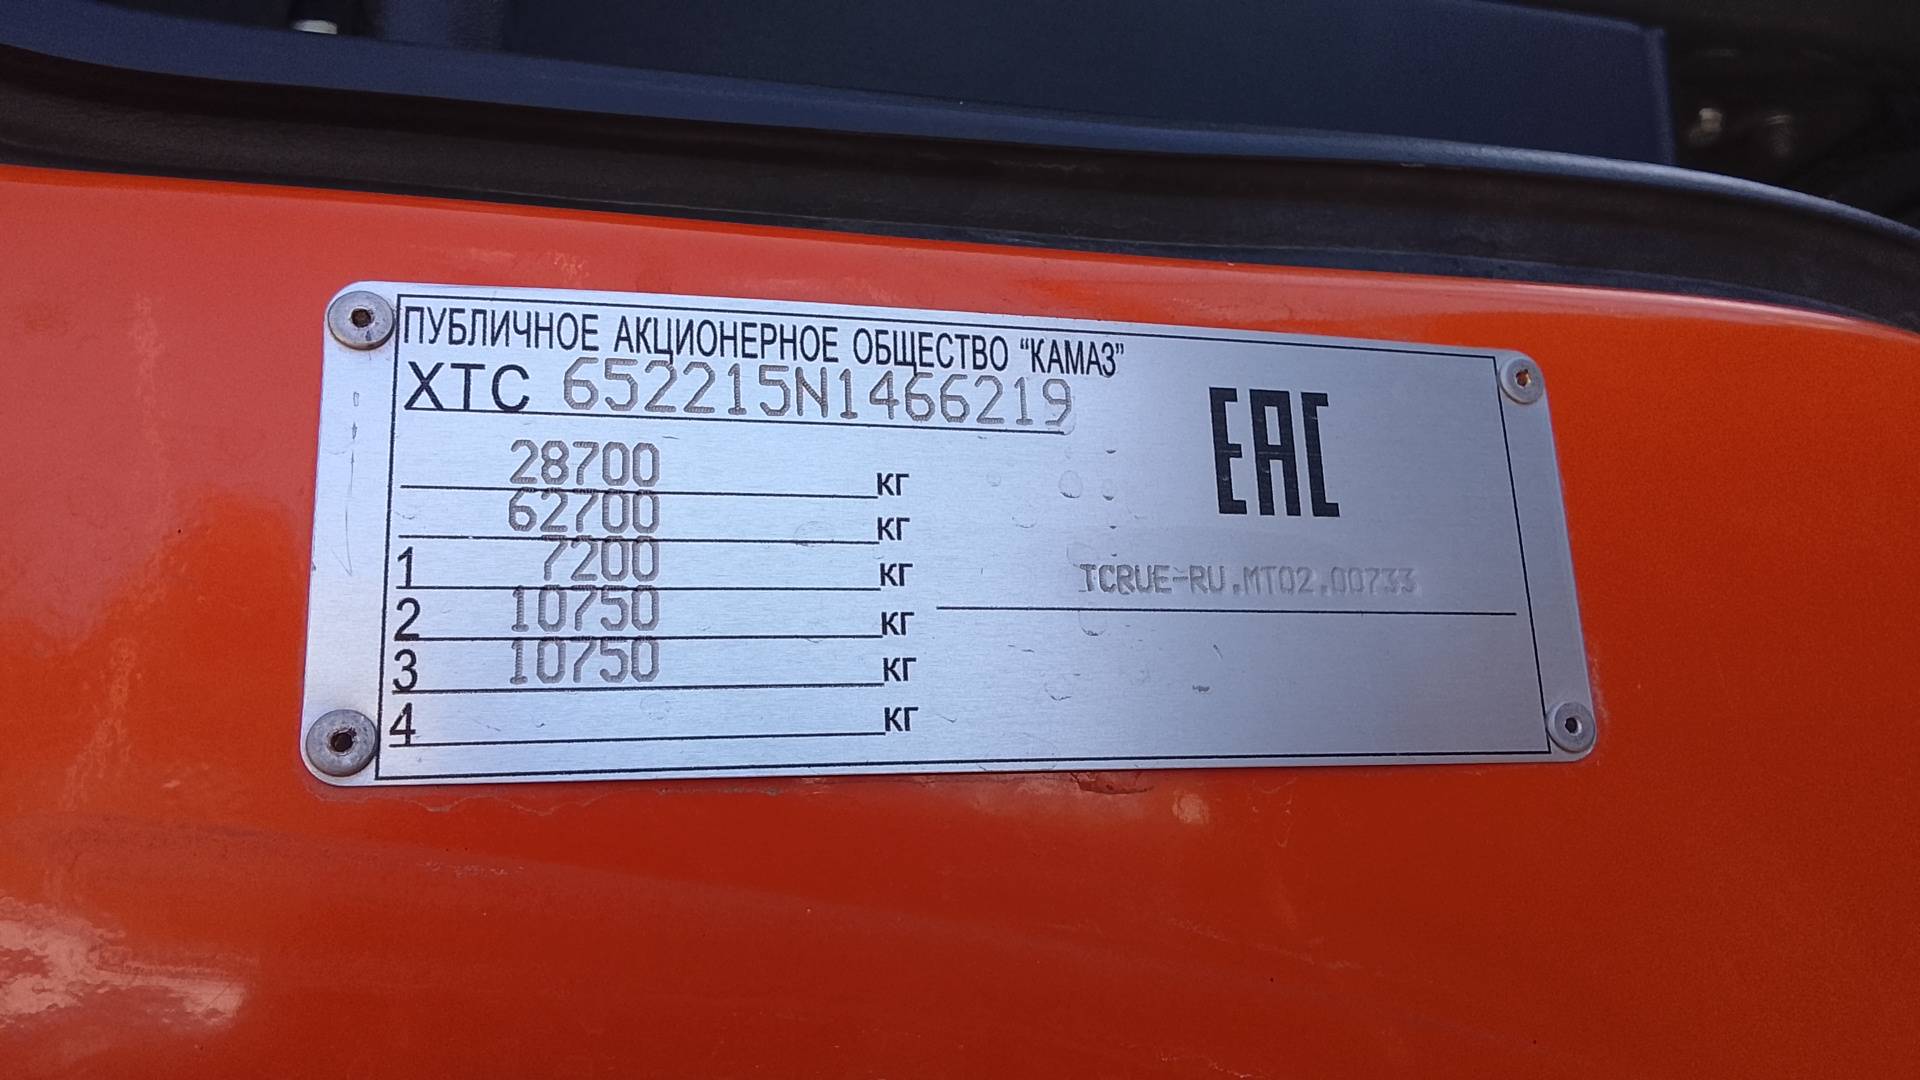 ПУБЛИЧНОЕ АКЦИОНЕРНОЕ ОБЩЕСТВО “КАМАЗ”
XTC 652215N1466219
28700 кг
62700 кг
1 7200 кг
2 10750 кг
3 10750 кг
4 кг
EAC
TCRUE-RU.MT02.00733